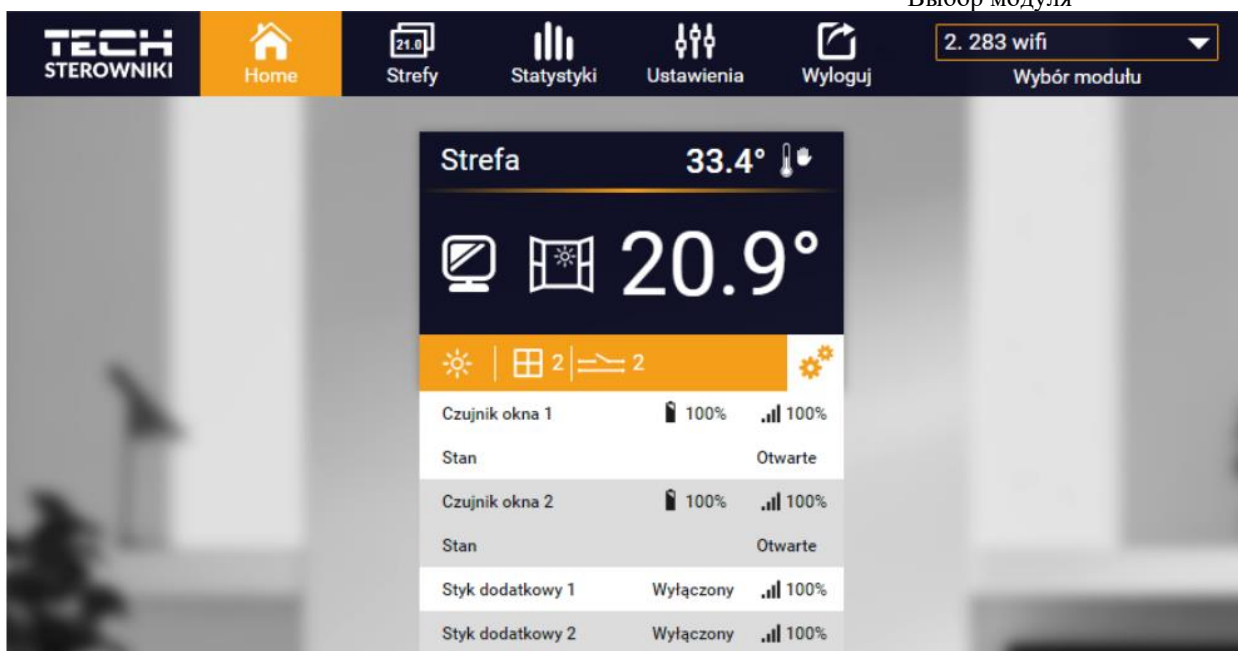 Выбор модуля
TECH
STEROWNIKI
Home
21.0
Strefy
Statystyki
Ustawienia
Wyloguj
2. 283 wifi
Wybór modułu
Strefa 33.4°
20.9°
2 2
Czujnik okna 1 100% 100%
Stan Otwarte
Czujnik okna 2 100% 100%
Stan Otwarte
Styk dodatkowy 1 Wyłączony 100%
Styk dodatkowy 2 Wyłączony 100%